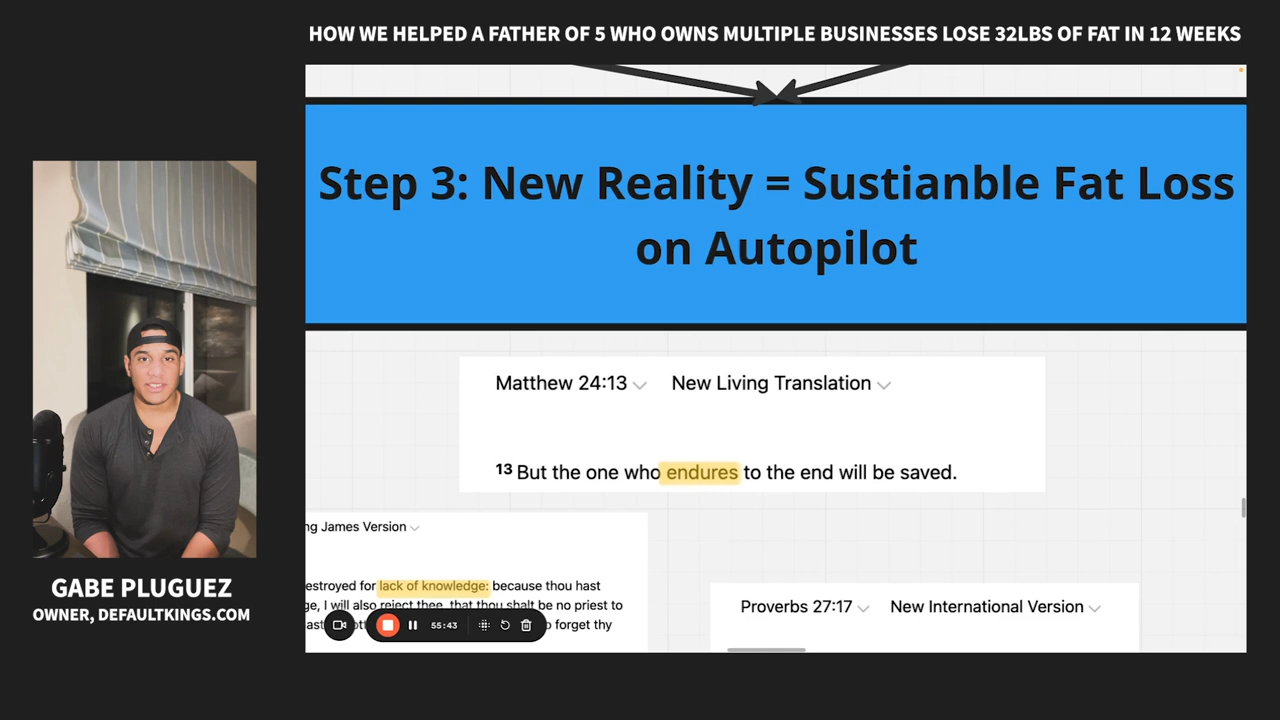 HOW WE HELPED A FATHER OF 5 WHO OWNS MULTIPLE BUSINESSES LOSE 32LBS OF FAT IN 12 WEEKS
Step 3: New Reality = Sustianble Fat Loss
on Autopilot
Matthew 24:13 New Living Translation
13 But the one who endures to the end will be saved.
James Version
lack of knowledge: because thou hast
I will also reject thee, that thou shalt be no priest to
forget thy
55:43
Proverbs 27:17 New International Version
GABE PLUGUEZ
OWNER, DEFAULTKINGS.COM